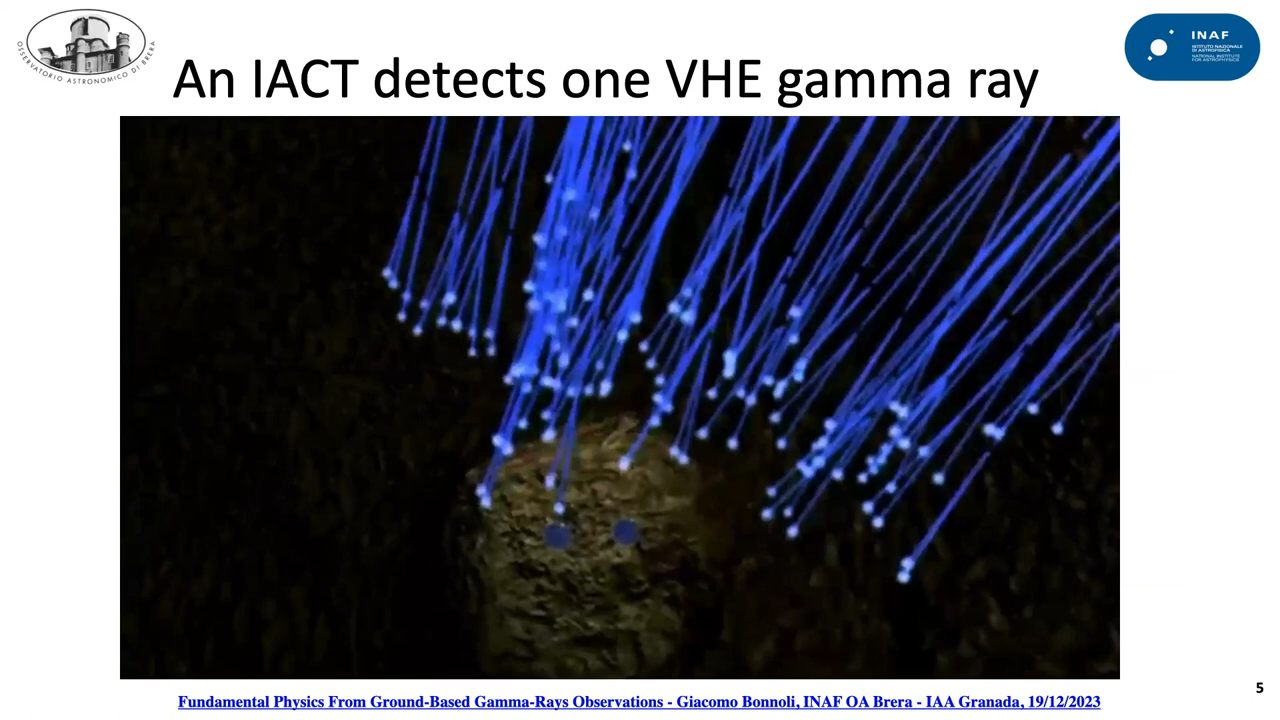 OSSERVATORIO ASTRONOMICO DI BRERA
INAF
ISTITUTO NAZIONALE
DI ASTROFISICA
NATIONAL INSTITUTE
FOR ASTROPHYSICS
An IACT detects one VHE gamma ray
Fundamental Physics From Ground-Based Gamma-Rays Observations - Giacomo Bonnoli, INAF OA Brera - IAA Granada, 19/12/2023
5